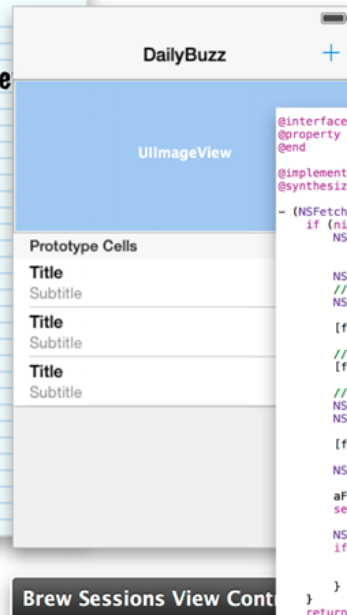 DailyBuzz +
e
UIImageView
Prototype Cells
Title
Subtitle
Title
Subtitle
Title
Subtitle
@interface
@property
@end
@implement
@synthesiz
- (NSFetch
if (ni
NS
NS
//
NS
[f
//
[f
//
NS
NS
[f
NS
aF
se
NS
if
}
}
return
Brew Sessions View Cont